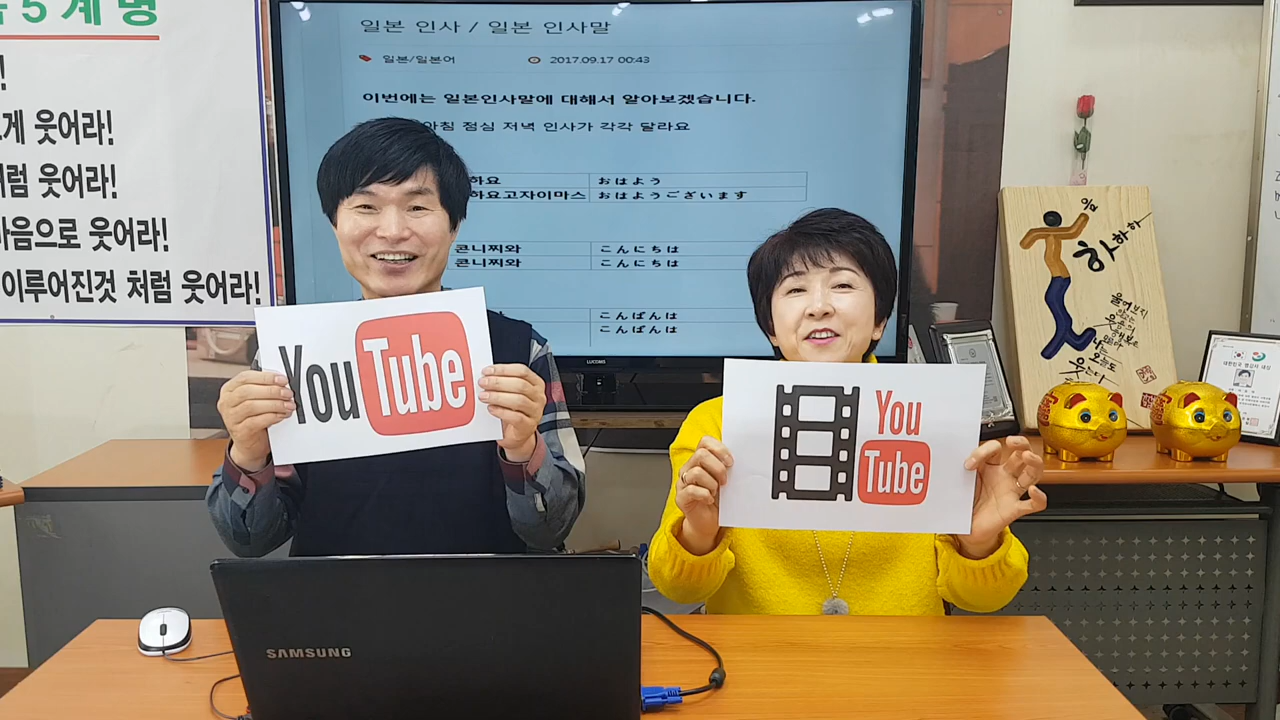 5계명
게 웃어라!
처럼 웃어라!
마음으로 웃어라!
이루어진것 처럼 웃어라!
일본 인사 / 일본 인사말
일본/일본어
2017.09.17 00:43
이번에는 일본인사말에 대해서 알아보겠습니다.
아침 점심 저녁 인사가 각각 달라요
하요 おはよう
하요고자이마스 おはようございます
콘니찌와 こんにちは
콘니찌와 こんにちは
こんばんは
こんばんは
LUCOMS
YouTube
You
Tube
SAMSUNG
하하하
웃는다